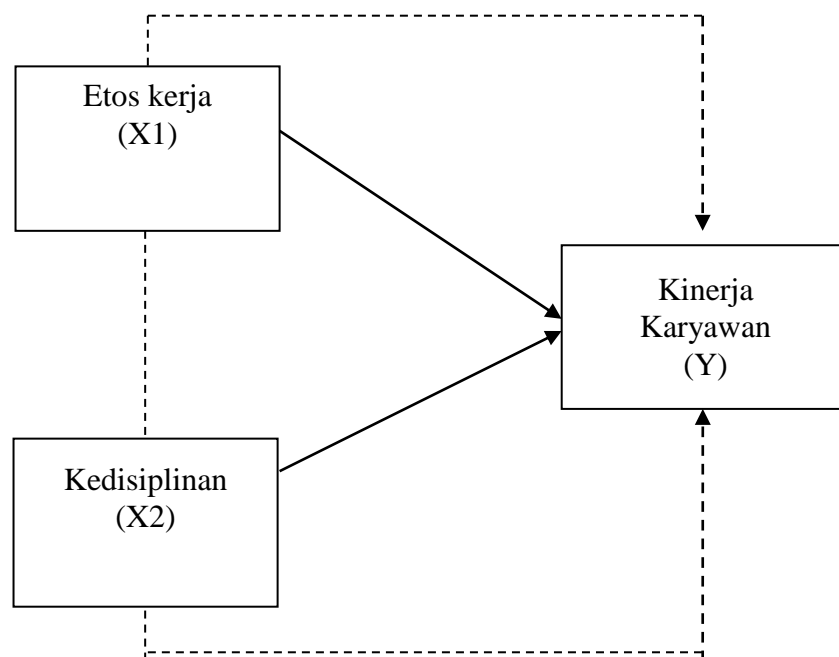 Etos kerja
(X1)
Kinerja
Karyawan
(Y)
Kedisiplinan
(X2)